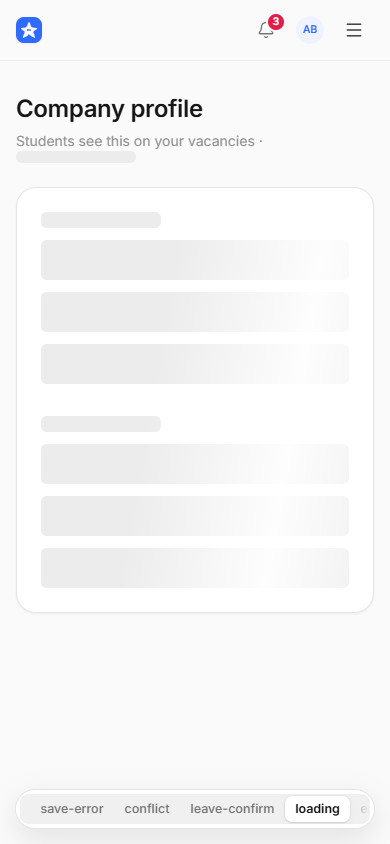 3
AB
Company profile
Students see this on your vacancies ·
save-error conflict leave-confirm loading